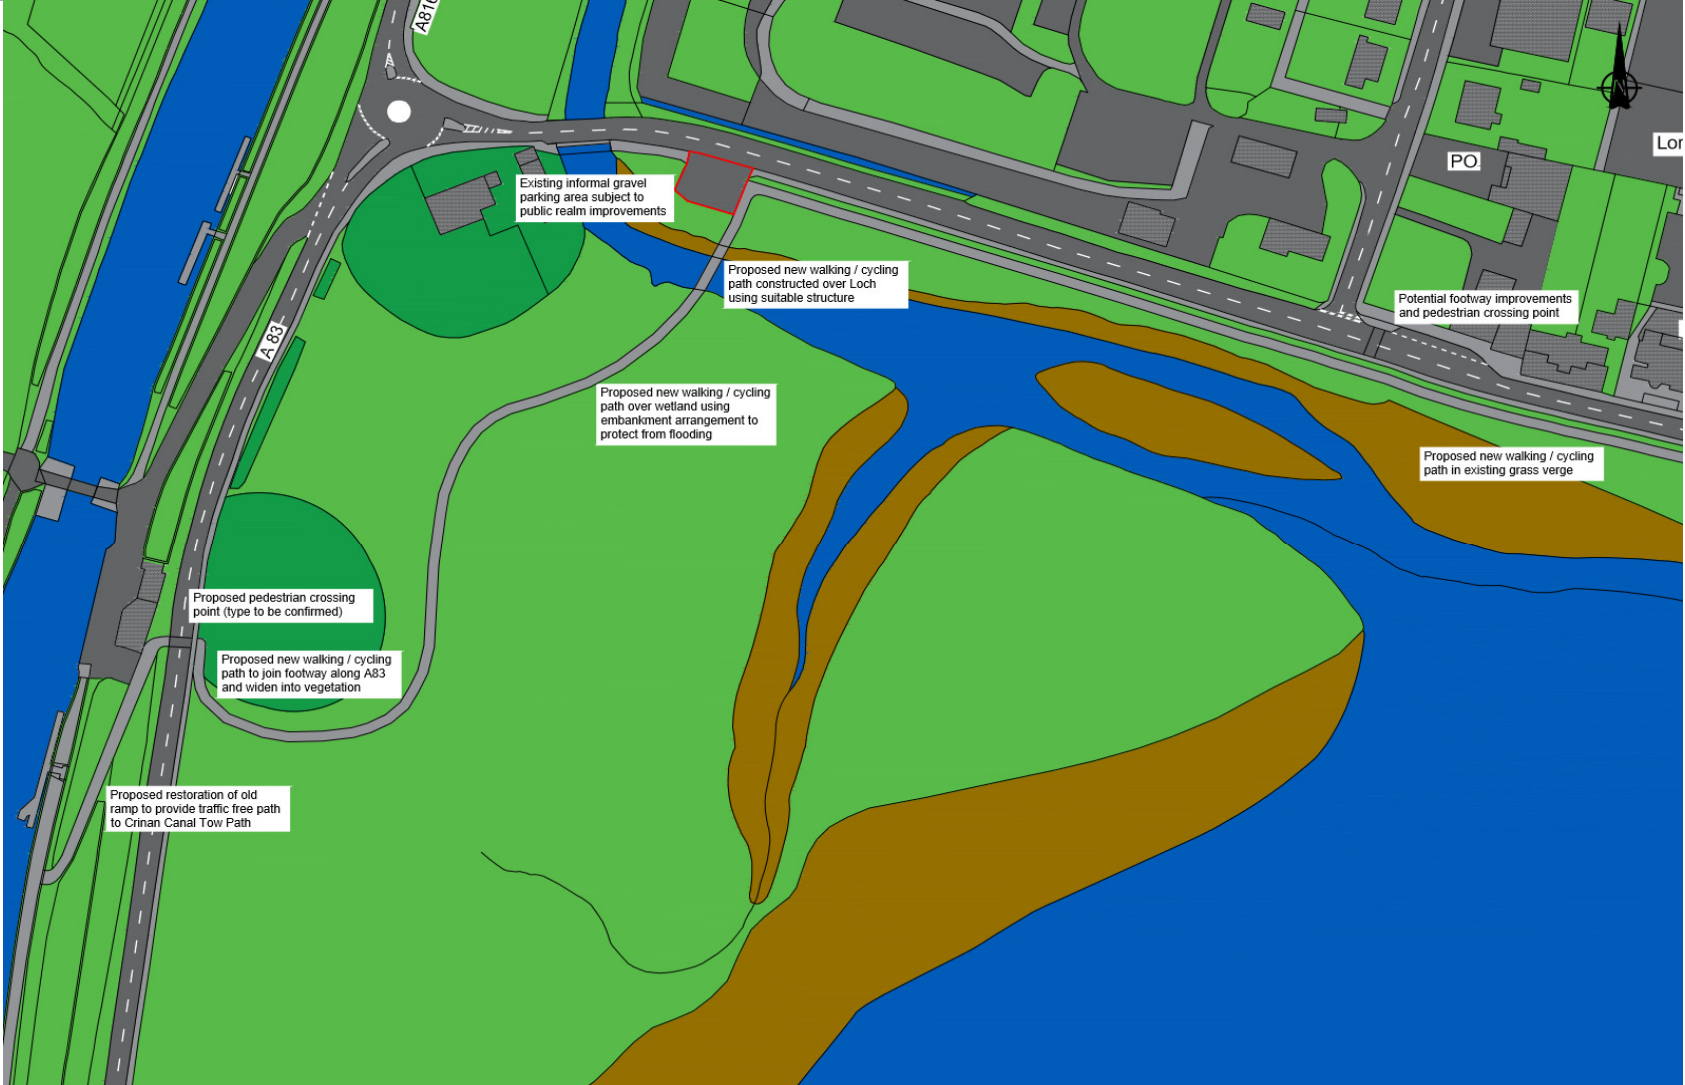 A816
N
Lor
PO
Existing informal gravel
parking area subject to
public realm improvements
Proposed new walking / cycling
path constructed over Loch
using suitable structure
Potential footway improvements
and pedestrian crossing point
A 83
Proposed new walking / cycling
path over wetland using
embankment arrangement to
protect from flooding
Proposed new walking / cycling
path in existing grass verge
Proposed pedestrian crossing
point (type to be confirmed)
Proposed new walking / cycling
path to join footway along A83
and widen into vegetation
Proposed restoration of old
ramp to provide traffic free path
to Crinan Canal Tow Path